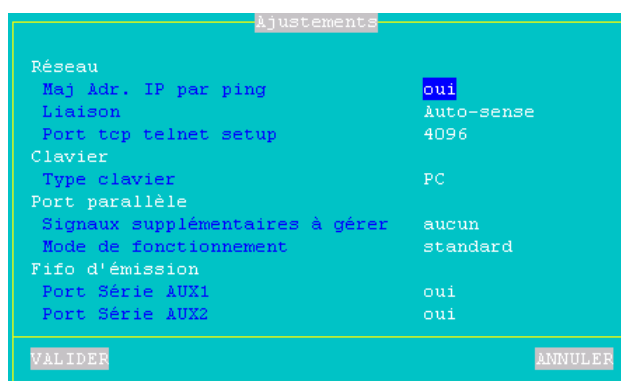 Ajustements
Réseau
Maj Adr. IP par ping oui
Liaison Auto-sense
Port tcp telnet setup 4096
Clavier
Type clavier PC
Port parallèle
Signaux supplémentaires à gérer aucun
Mode de fonctionnement standard
Fifo d'émission
Port Série AUX1 oui
Port Série AUX2 oui
VALIDER ANNULER